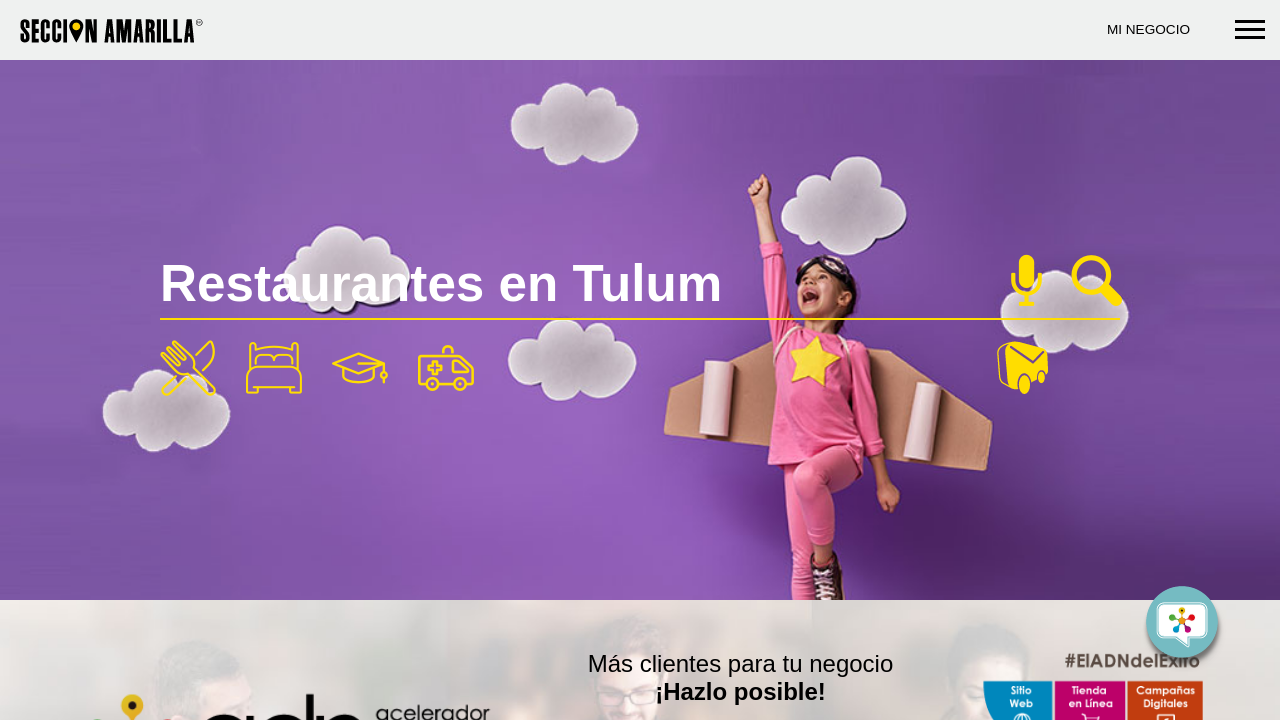 SECCION AMARILLA
MI NEGOCIO
Restaurantes en Tulum
Más clientes para tu negocio
¡Hazlo posible!
#ElADNdelÉxito
acelerador
Sitio Web
Tienda en Línea
Campañas Digitales